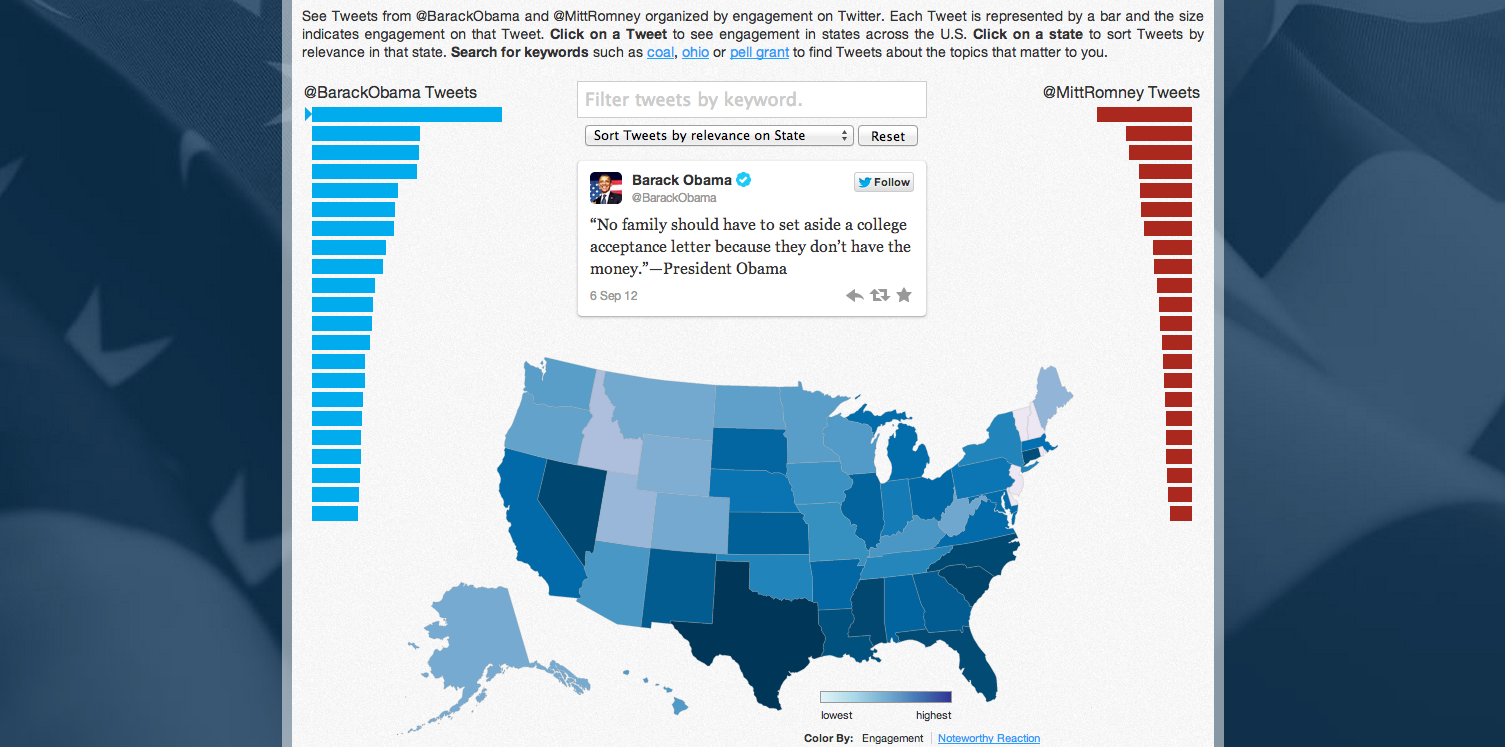 See Tweets from @BarackObama and @MittRomney organized by engagement on Twitter. Each Tweet is represented by a bar and the size
indicates engagement on that Tweet. Click on a Tweet to see engagement in states across the U.S. Click on a state to sort Tweets by
relevance in that state. Search for keywords such as coal, ohio or pell grant to find Tweets about the topics that matter to you.
@BarackObama Tweets
Filter tweets by keyword.
@MittRomney Tweets
Sort Tweets by relevance on State
Reset
Barack Obama
Follow
@BarackObama
“No family should have to set aside a college
acceptance letter because they don’t have the
money.”—President Obama
6 Sep 12
lowest highest
Color By: Engagement | Noteworthy Reaction